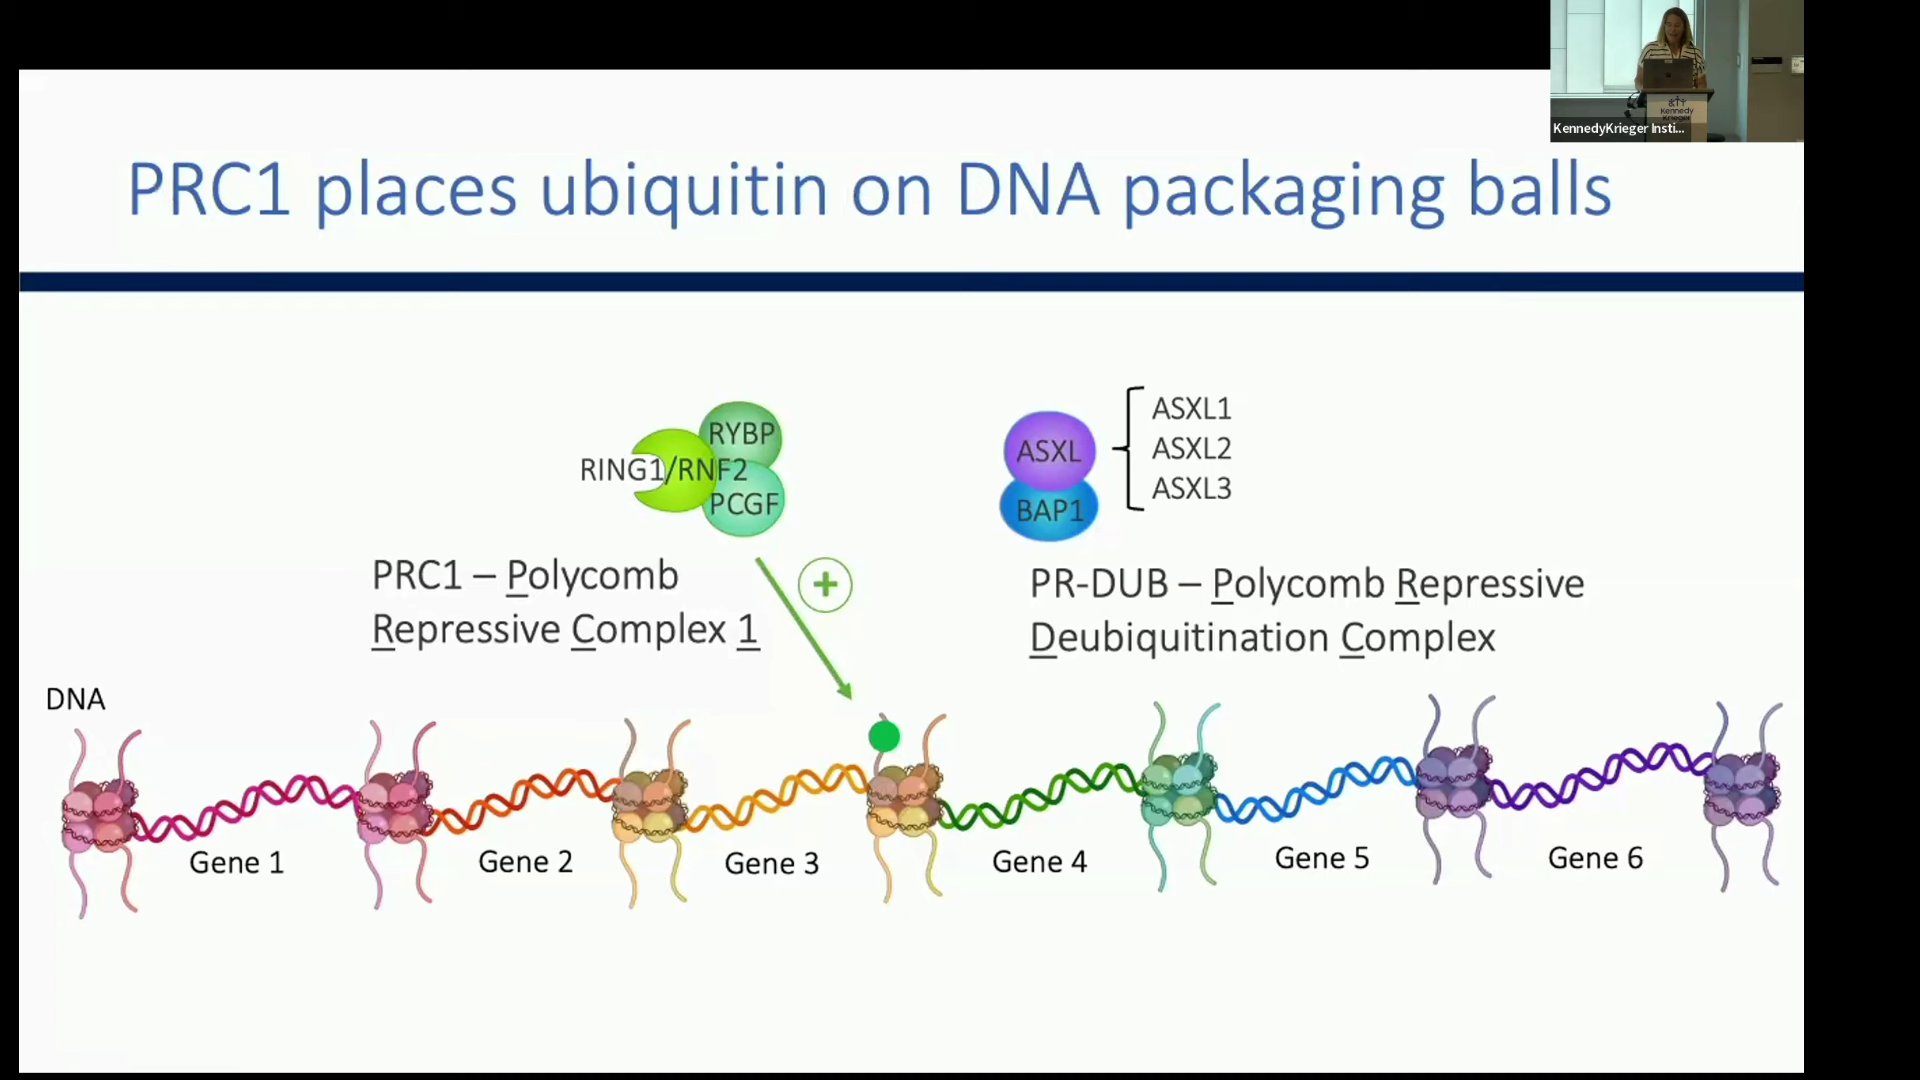 Kennedy
Krieger
KennedyKrieger Insti...
PRC1 places ubiquitin on DNA packaging balls
RYBP
RING1/RNF2
PCGF
ASXL
BAP1
ASXL1
ASXL2
ASXL3
PRC1 – Polycomb
Repressive Complex 1
+
PR-DUB – Polycomb Repressive
Deubiquitination Complex
DNA
Gene 1
Gene 2
Gene 3
Gene 4
Gene 5
Gene 6